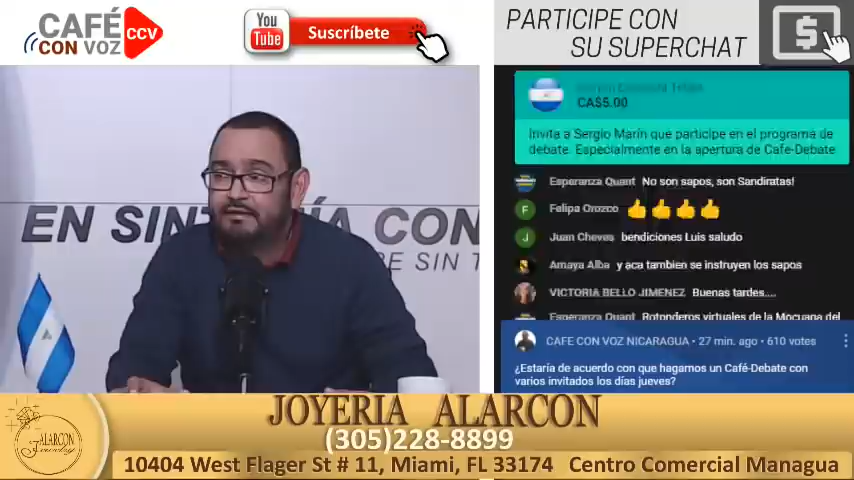 CAFÉ
CON VOZ
CCV
You
Tube
Suscríbete
PARTICIPE CON
SU SUPERCHAT
$
CA$5.00
Invita a Sergio Marín que participe en el programa de
debate. Especialmente en la apertura de Cafe-Debate
Esperanza Quant No son sapos, son Sandiratas!
F Felipa Orozco 👍👍👍👍
J Juan Cheves bendiciones Luis saludo
Amaya Alba y aca tambien se instruyen los sapos
VICTORIA BELLO JIMENEZ Buenas tardes....
Esperanza Quant Rotonderos virtuales de la Mocuana del
CAFE CON VOZ NICARAGUA • 27 min. ago • 610 votes
¿Estaría de acuerdo con que hagamos un Café-Debate con
varios invitados los días jueves?
EN SINTONÍA CON
E SIN T
JOYERIA ALARCON
(305)228-8899
ALARCON
Jewelry
10404 West Flager St # 11, Miami, FL 33174 Centro Comercial Managua